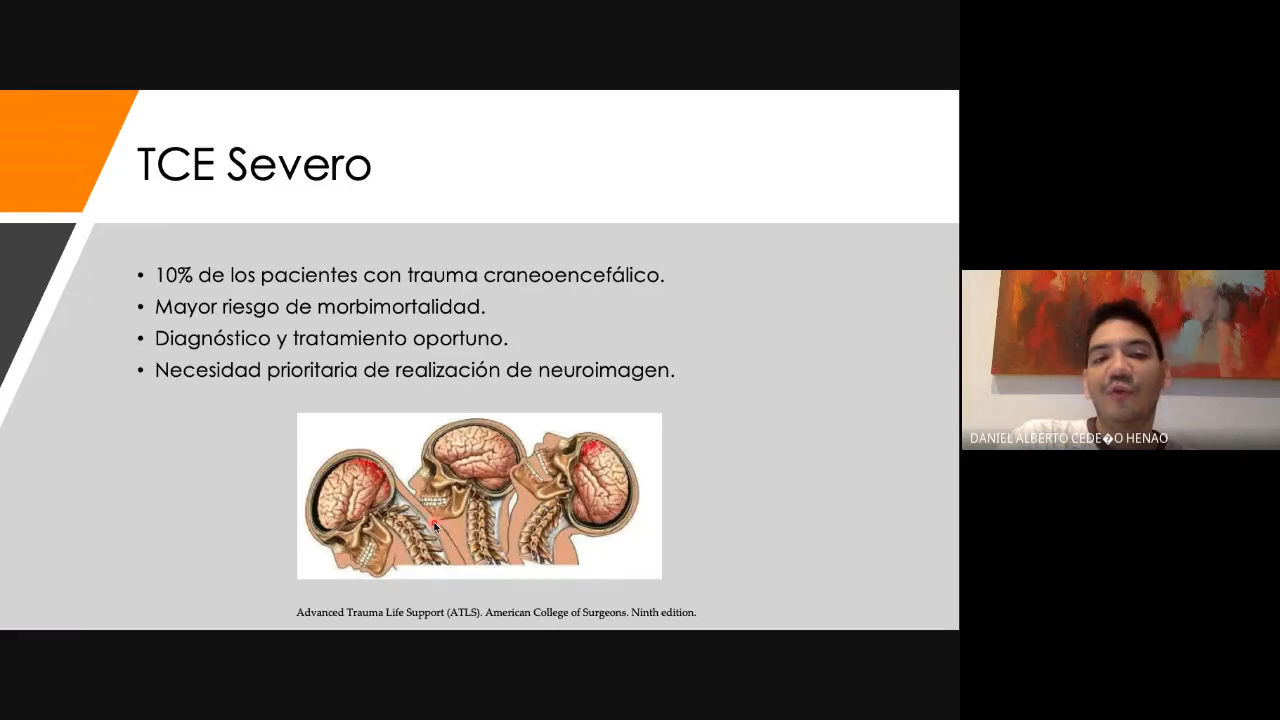 TCE Severo
• 10% de los pacientes con trauma craneoencefálico.
• Mayor riesgo de morbimortalidad.
• Diagnóstico y tratamiento oportuno.
• Necesidad prioritaria de realización de neuroimagen.
Advanced Trauma Life Support (ATLS). American College of Surgeons. Ninth edition.
DANIEL ALBERTO CEDE�O HENAO